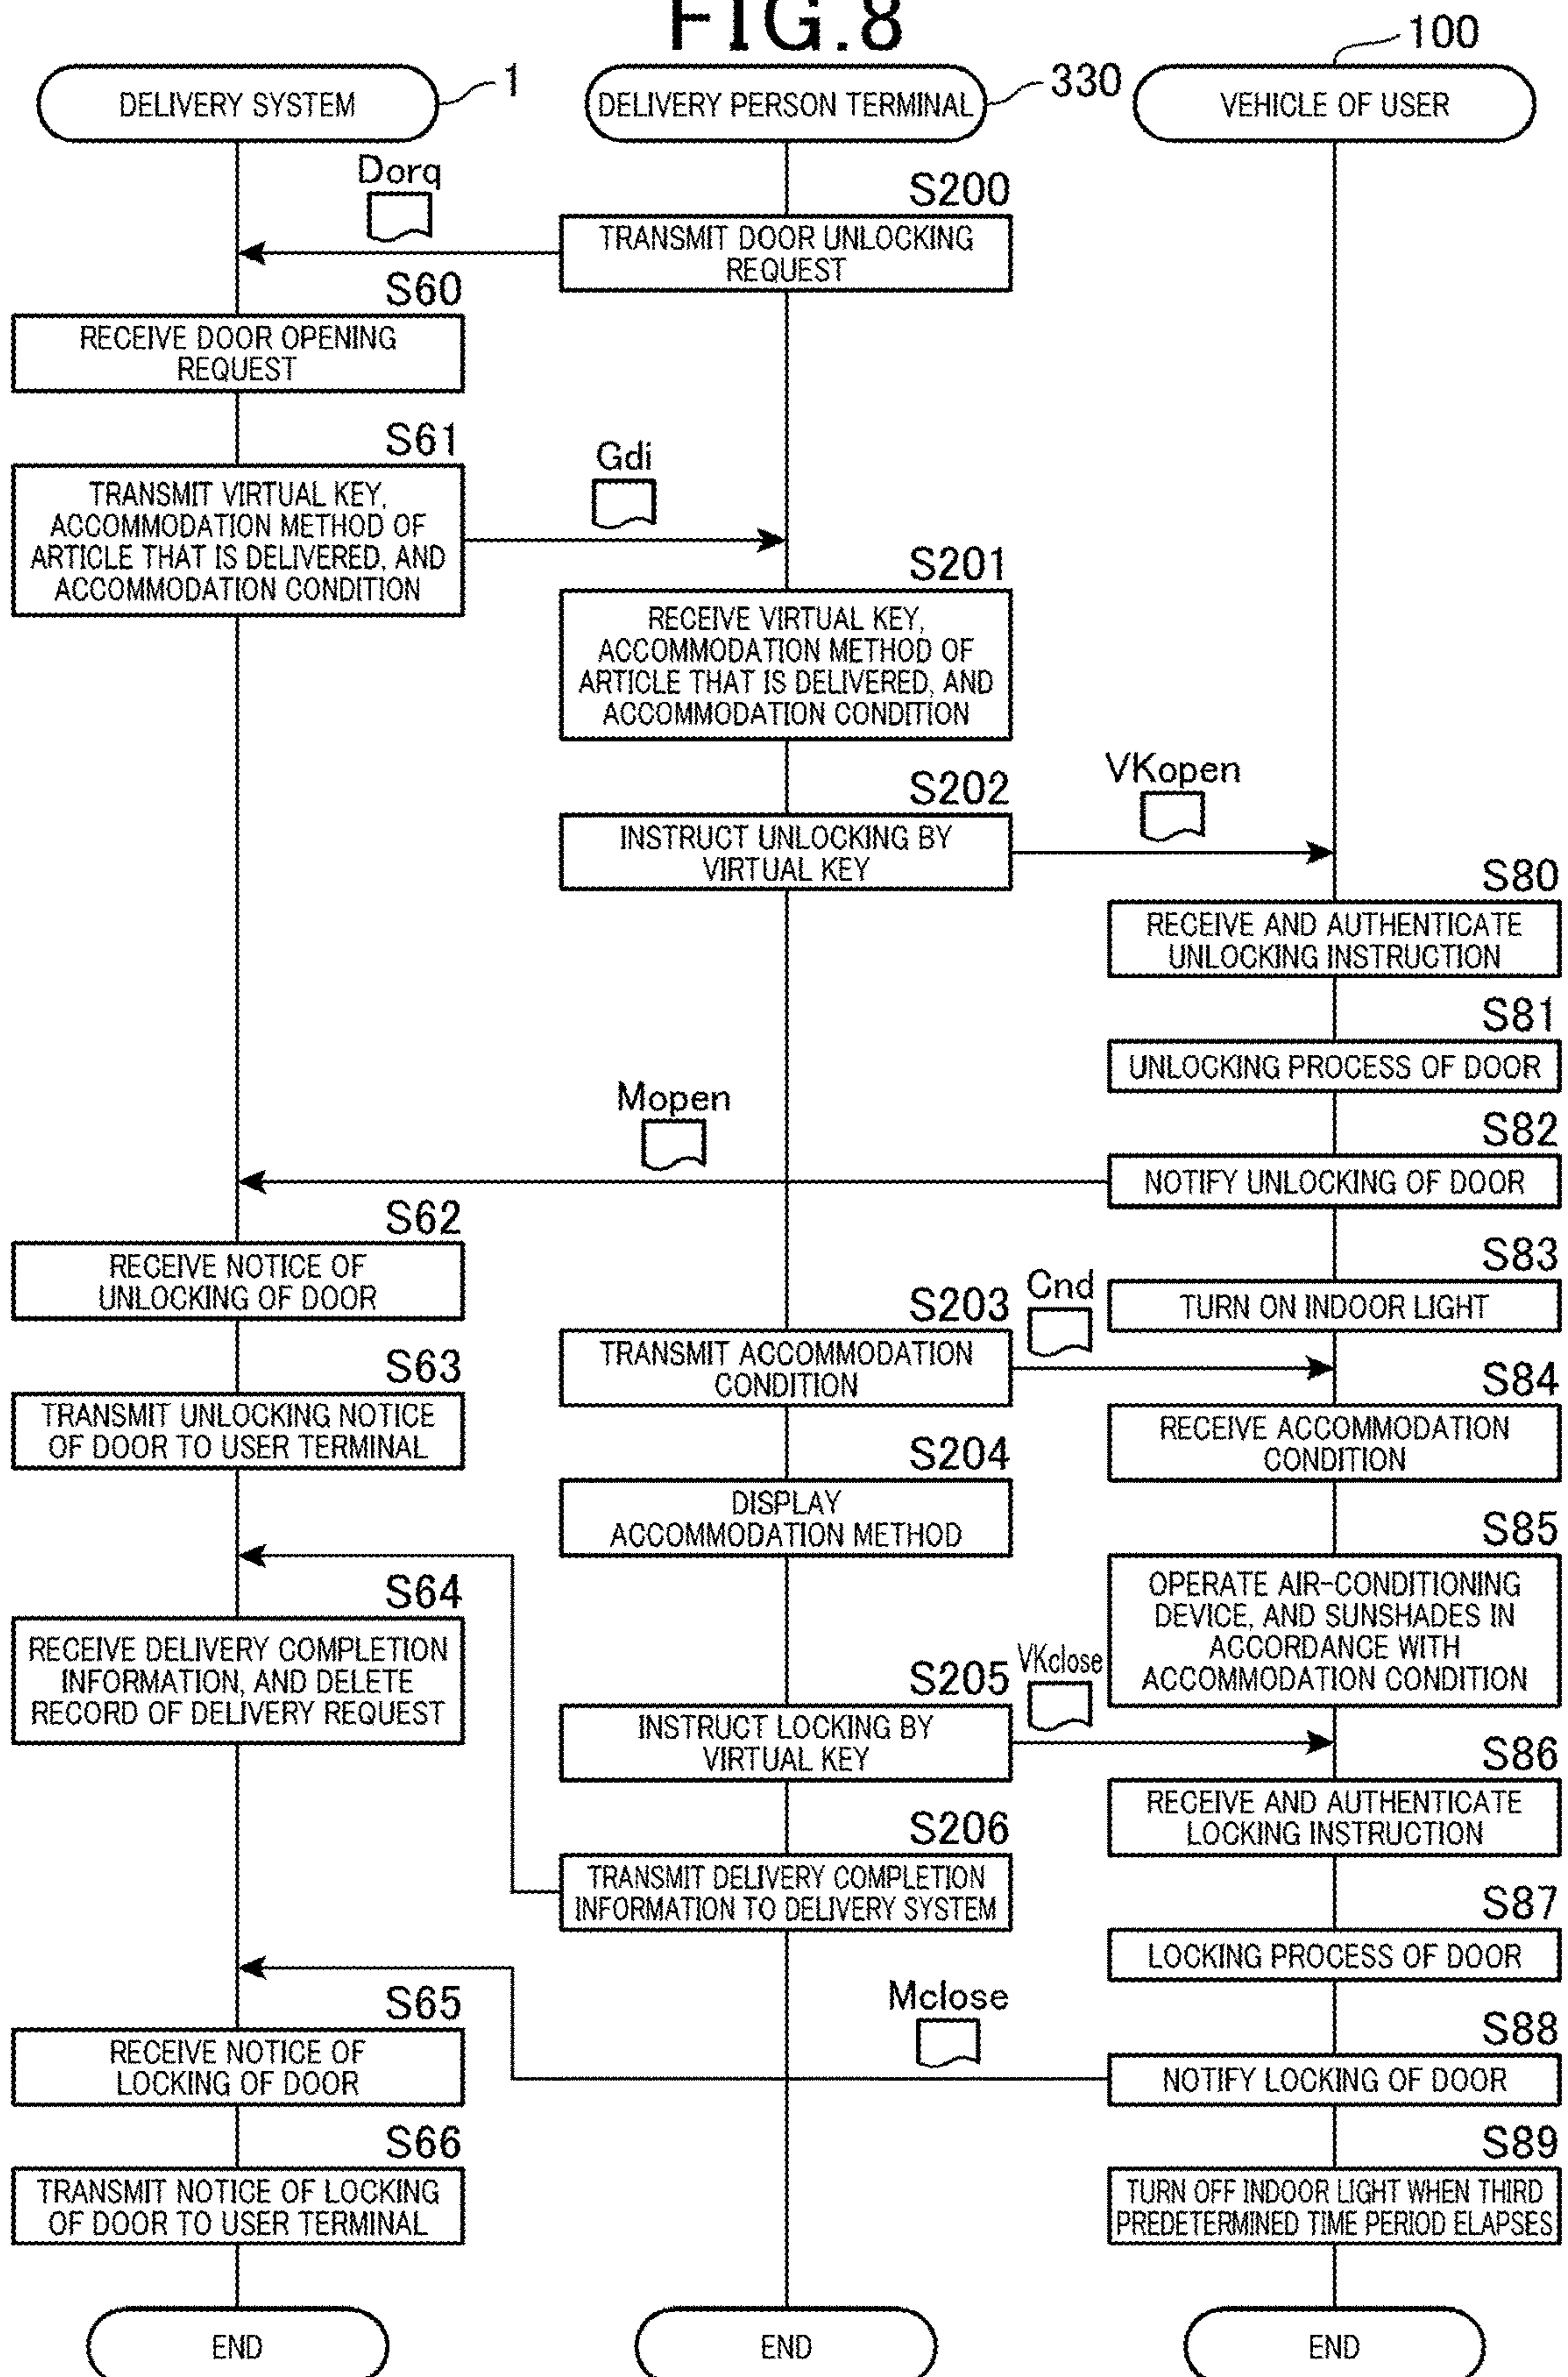 FIG.8
100
DELIVERY SYSTEM
1
DELIVERY PERSON TERMINAL
330
VEHICLE OF USER
Dorq
S200
TRANSMIT DOOR UNLOCKING
REQUEST
S60
RECEIVE DOOR OPENING
REQUEST
S61
TRANSMIT VIRTUAL KEY,
ACCOMMODATION METHOD OF
ARTICLE THAT IS DELIVERED, AND
ACCOMMODATION CONDITION
Gdi
S201
RECEIVE VIRTUAL KEY,
ACCOMMODATION METHOD OF
ARTICLE THAT IS DELIVERED, AND
ACCOMMODATION CONDITION
S202
INSTRUCT UNLOCKING BY
VIRTUAL KEY
VKopen
S80
RECEIVE AND AUTHENTICATE
UNLOCKING INSTRUCTION
S81
UNLOCKING PROCESS OF DOOR
Mopen
S82
NOTIFY UNLOCKING OF DOOR
S62
RECEIVE NOTICE OF
UNLOCKING OF DOOR
S83
TURN ON INDOOR LIGHT
S203
TRANSMIT ACCOMMODATION
CONDITION
Cnd
S63
TRANSMIT UNLOCKING NOTICE
OF DOOR TO USER TERMINAL
S84
RECEIVE ACCOMMODATION
CONDITION
S204
DISPLAY
ACCOMMODATION METHOD
S85
OPERATE AIR-CONDITIONING
DEVICE, AND SUNSHADES IN
ACCORDANCE WITH
ACCOMMODATION CONDITION
S64
RECEIVE DELIVERY COMPLETION
INFORMATION, AND DELETE
RECORD OF DELIVERY REQUEST
S205
INSTRUCT LOCKING BY
VIRTUAL KEY
VKclose
S86
RECEIVE AND AUTHENTICATE
LOCKING INSTRUCTION
S206
TRANSMIT DELIVERY COMPLETION
INFORMATION TO DELIVERY SYSTEM
S87
LOCKING PROCESS OF DOOR
Mclose
S65
RECEIVE NOTICE OF
LOCKING OF DOOR
S88
NOTIFY LOCKING OF DOOR
S66
TRANSMIT NOTICE OF LOCKING
OF DOOR TO USER TERMINAL
S89
TURN OFF INDOOR LIGHT WHEN THIRD
PREDETERMINED TIME PERIOD ELAPSES
END
END
END